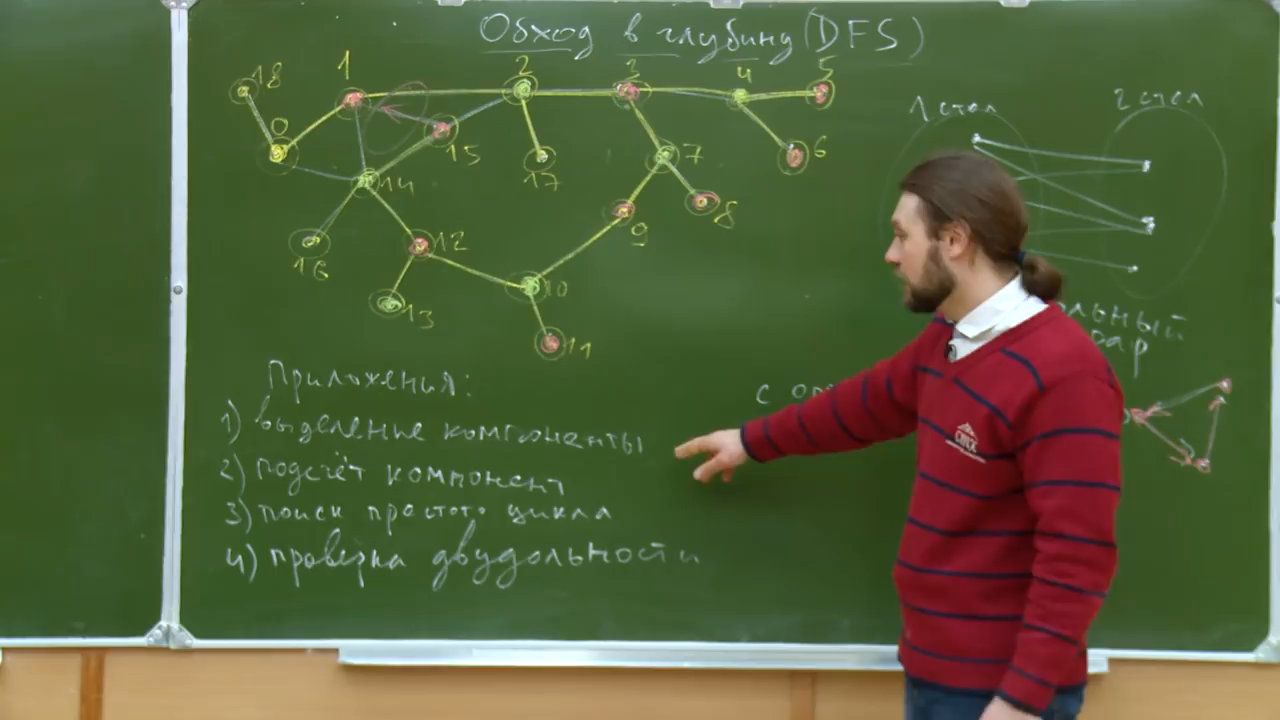 Обход в глубину (DFS)
18 1 2 3 4 5
0 15 17 7 6
14 8
16 12 9
13 10
11
1 стол 2 стол
Приложения:
1) выделение компоненты
2) подсчёт компонент
3) поиск простого цикла
4) проверка двудольности
с